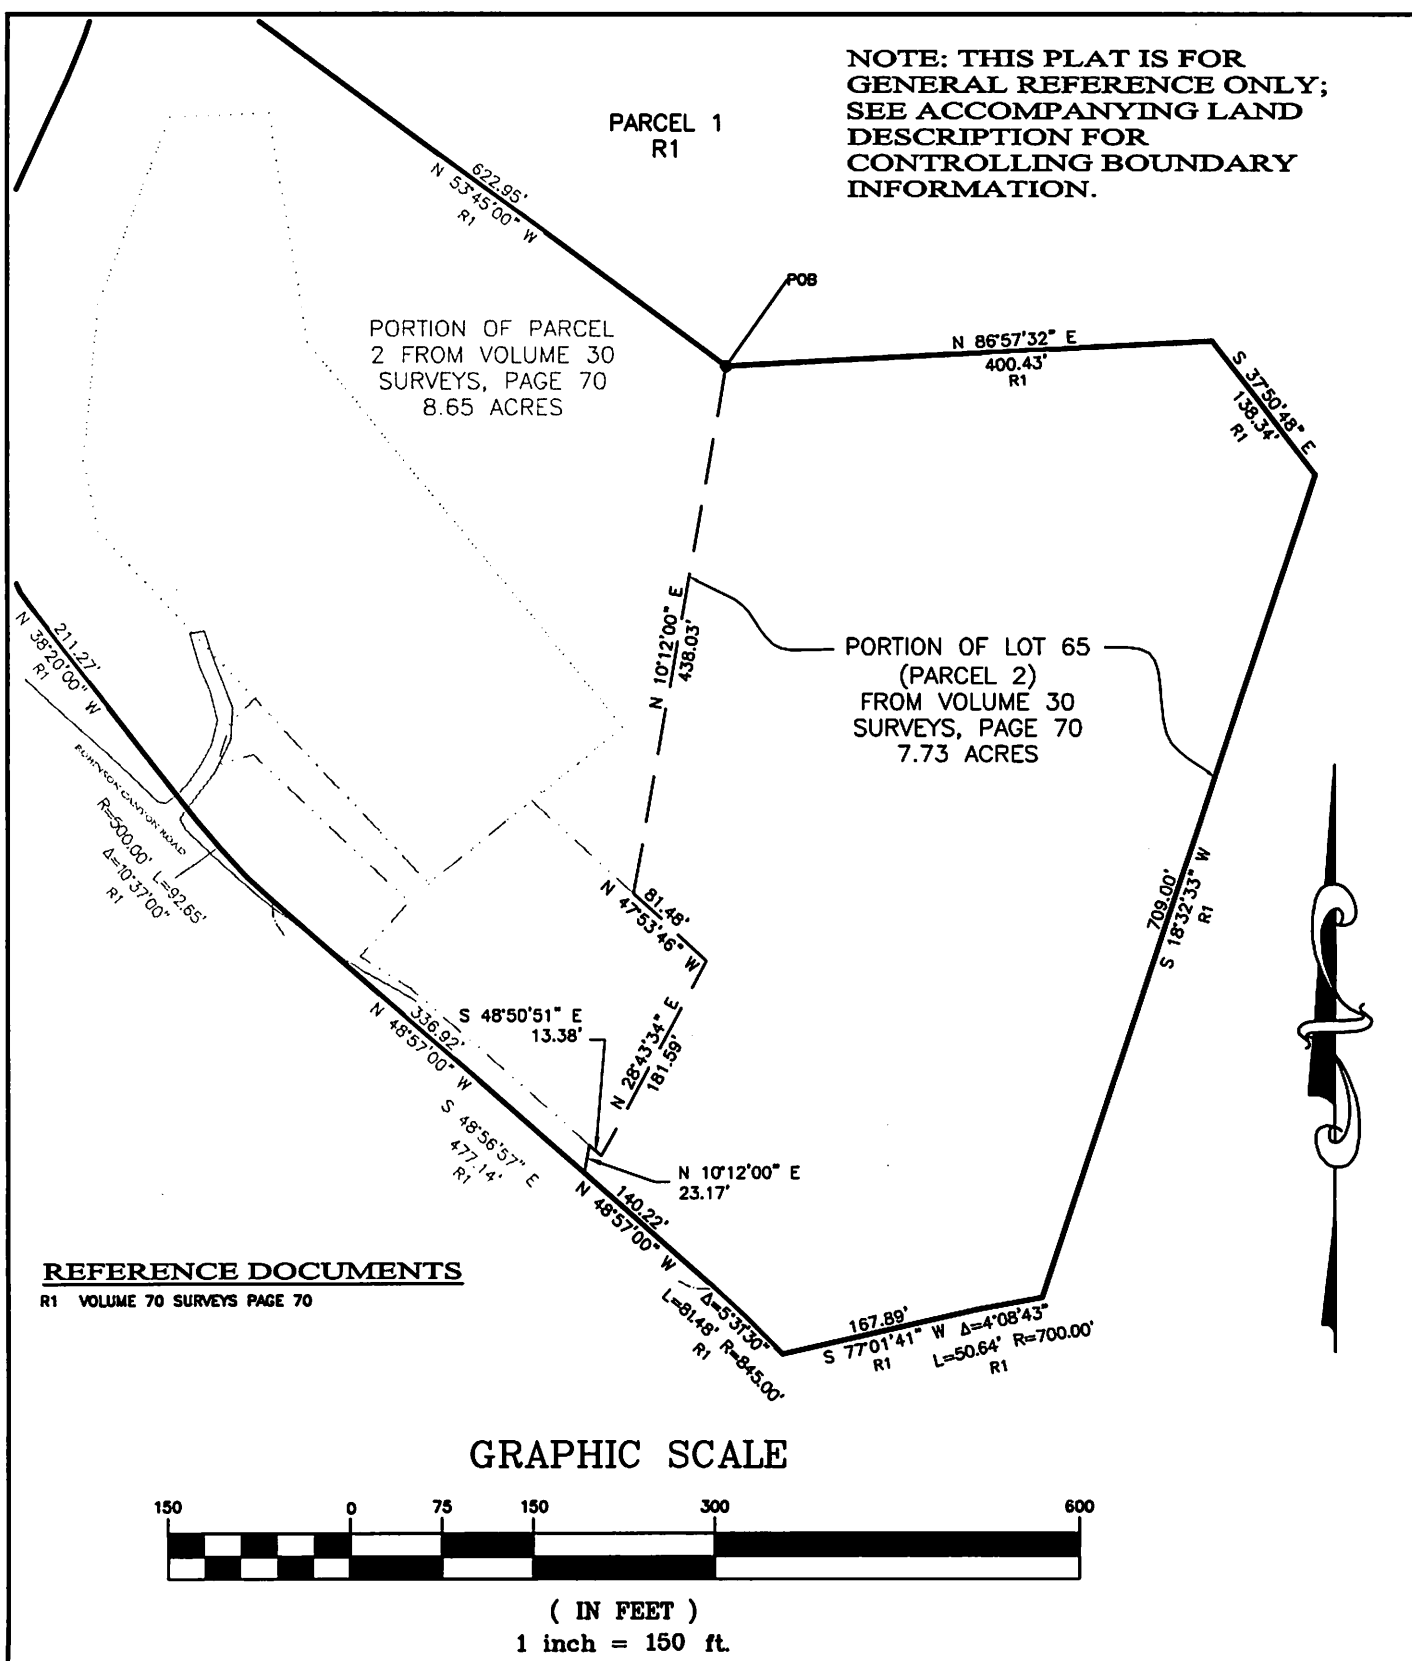 NOTE: THIS PLAT IS FOR
GENERAL REFERENCE ONLY;
SEE ACCOMPANYING LAND
DESCRIPTION FOR
CONTROLLING BOUNDARY
INFORMATION.
PARCEL 1
R1
622.95'
N 53°45'00" W
R1
POB
PORTION OF PARCEL
2 FROM VOLUME 30
SURVEYS, PAGE 70
8.65 ACRES
N 86°57'32" E
400.43'
R1
S 37°50'48" E
138.34'
R1
N 10°12'00" E
438.03'
PORTION OF LOT 65
(PARCEL 2)
FROM VOLUME 30
SURVEYS, PAGE 70
7.73 ACRES
211.27'
N 38°20'00" W
R1
ROBINSON CANYON ROAD
R=500.00' L=92.65'
Δ=10°37'00"
R1
81.48'
N 47°53'46" W
709.00'
S 18°32'33" W
R1
336.92'
N 48°57'00" W
S 48°50'51" E
13.38'
N 28°43'34" E
181.59'
S 48°56'57" E
477.14'
R1
N 10°12'00" E
23.17'
140.22'
N 48°57'00" W
REFERENCE DOCUMENTS
R1 VOLUME 70 SURVEYS PAGE 70
Δ=5°31'30"
L=81.48' R=845.00'
R1
167.89'
S 77°01'41" W
R1
Δ=4°08'43"
L=50.64' R=700.00'
R1
GRAPHIC SCALE
150 0 75 150 300 600
( IN FEET )
1 inch = 150 ft.